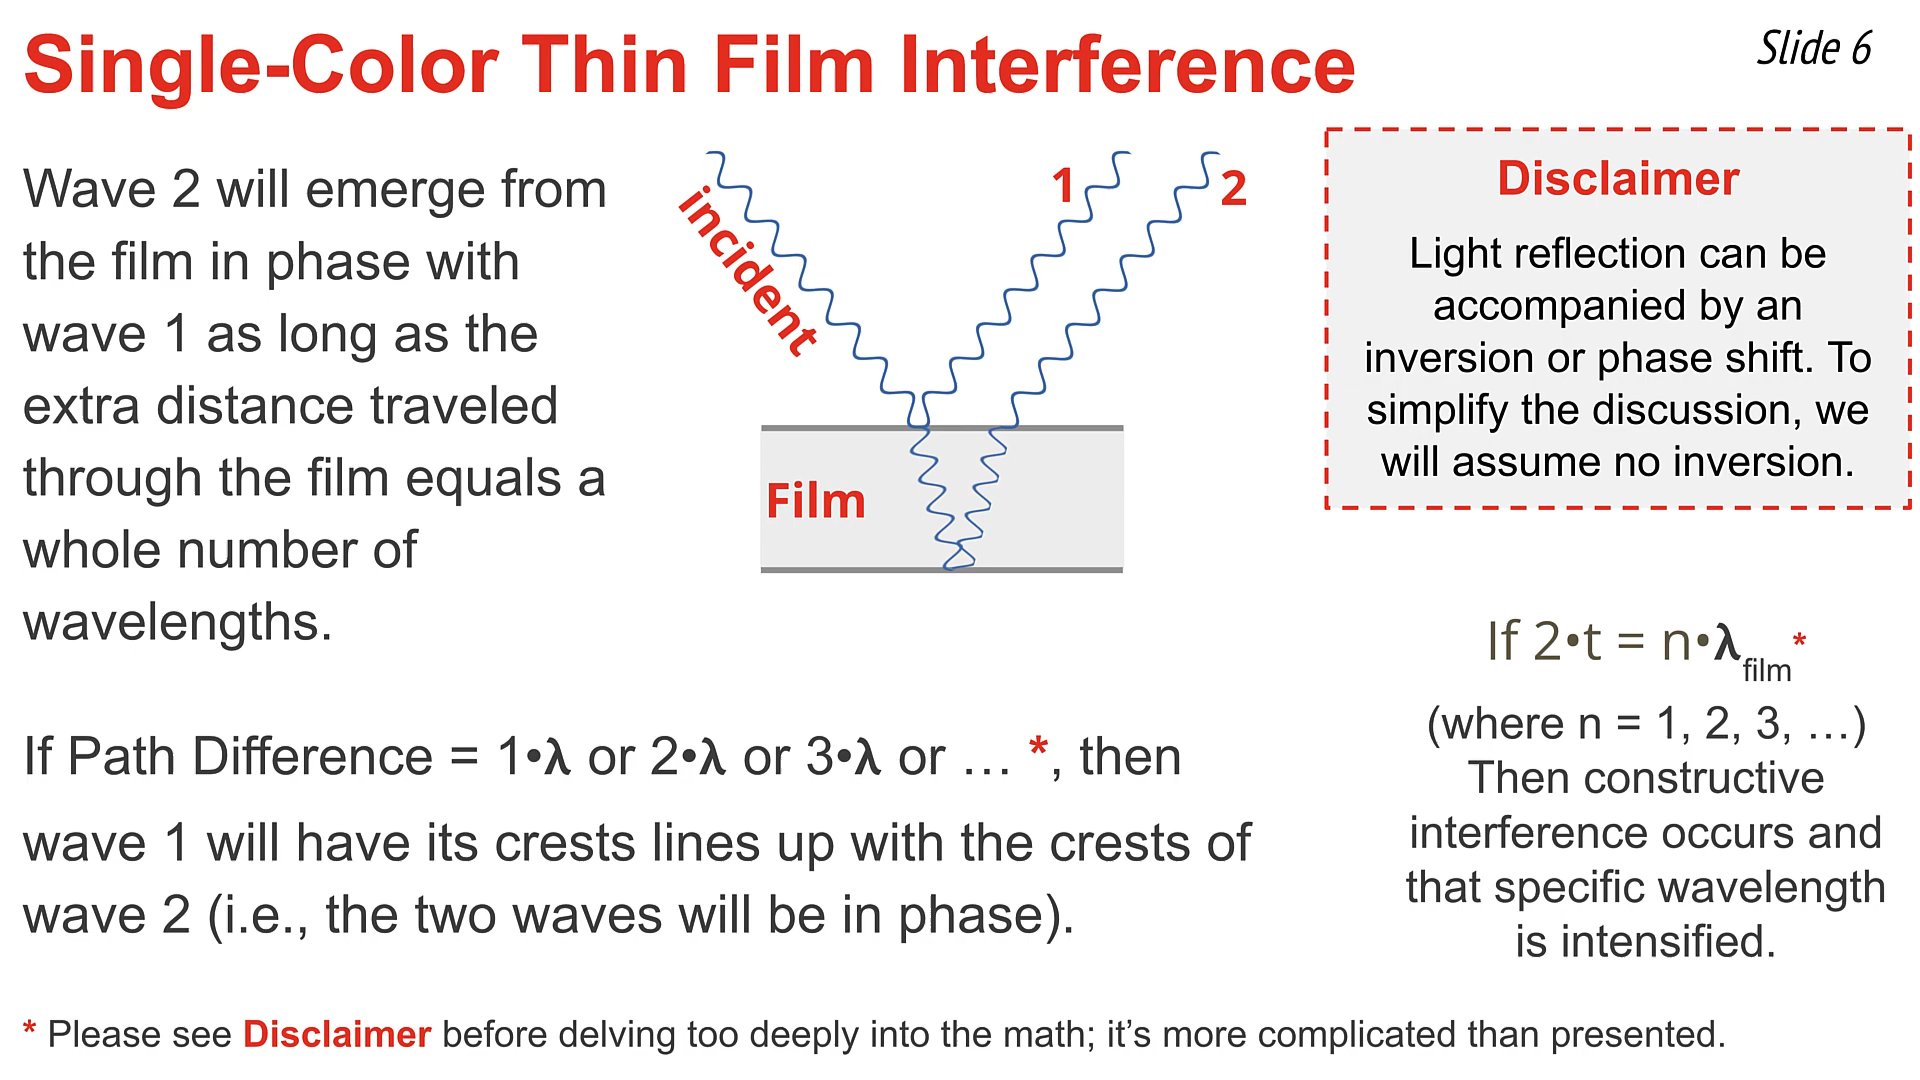 Single-Color Thin Film Interference
Slide 6
Wave 2 will emerge from
the film in phase with
wave 1 as long as the
extra distance traveled
through the film equals a
whole number of
wavelengths.
incident
1
2
Film
Disclaimer
Light reflection can be
accompanied by an
inversion or phase shift. To
simplify the discussion, we
will assume no inversion.
If 2•t = n•λfilm*
(where n = 1, 2, 3, …)
Then constructive
interference occurs and
that specific wavelength
is intensified.
If Path Difference = 1•λ or 2•λ or 3•λ or … *, then
wave 1 will have its crests lines up with the crests of
wave 2 (i.e., the two waves will be in phase).
* Please see Disclaimer before delving too deeply into the math; it’s more complicated than presented.